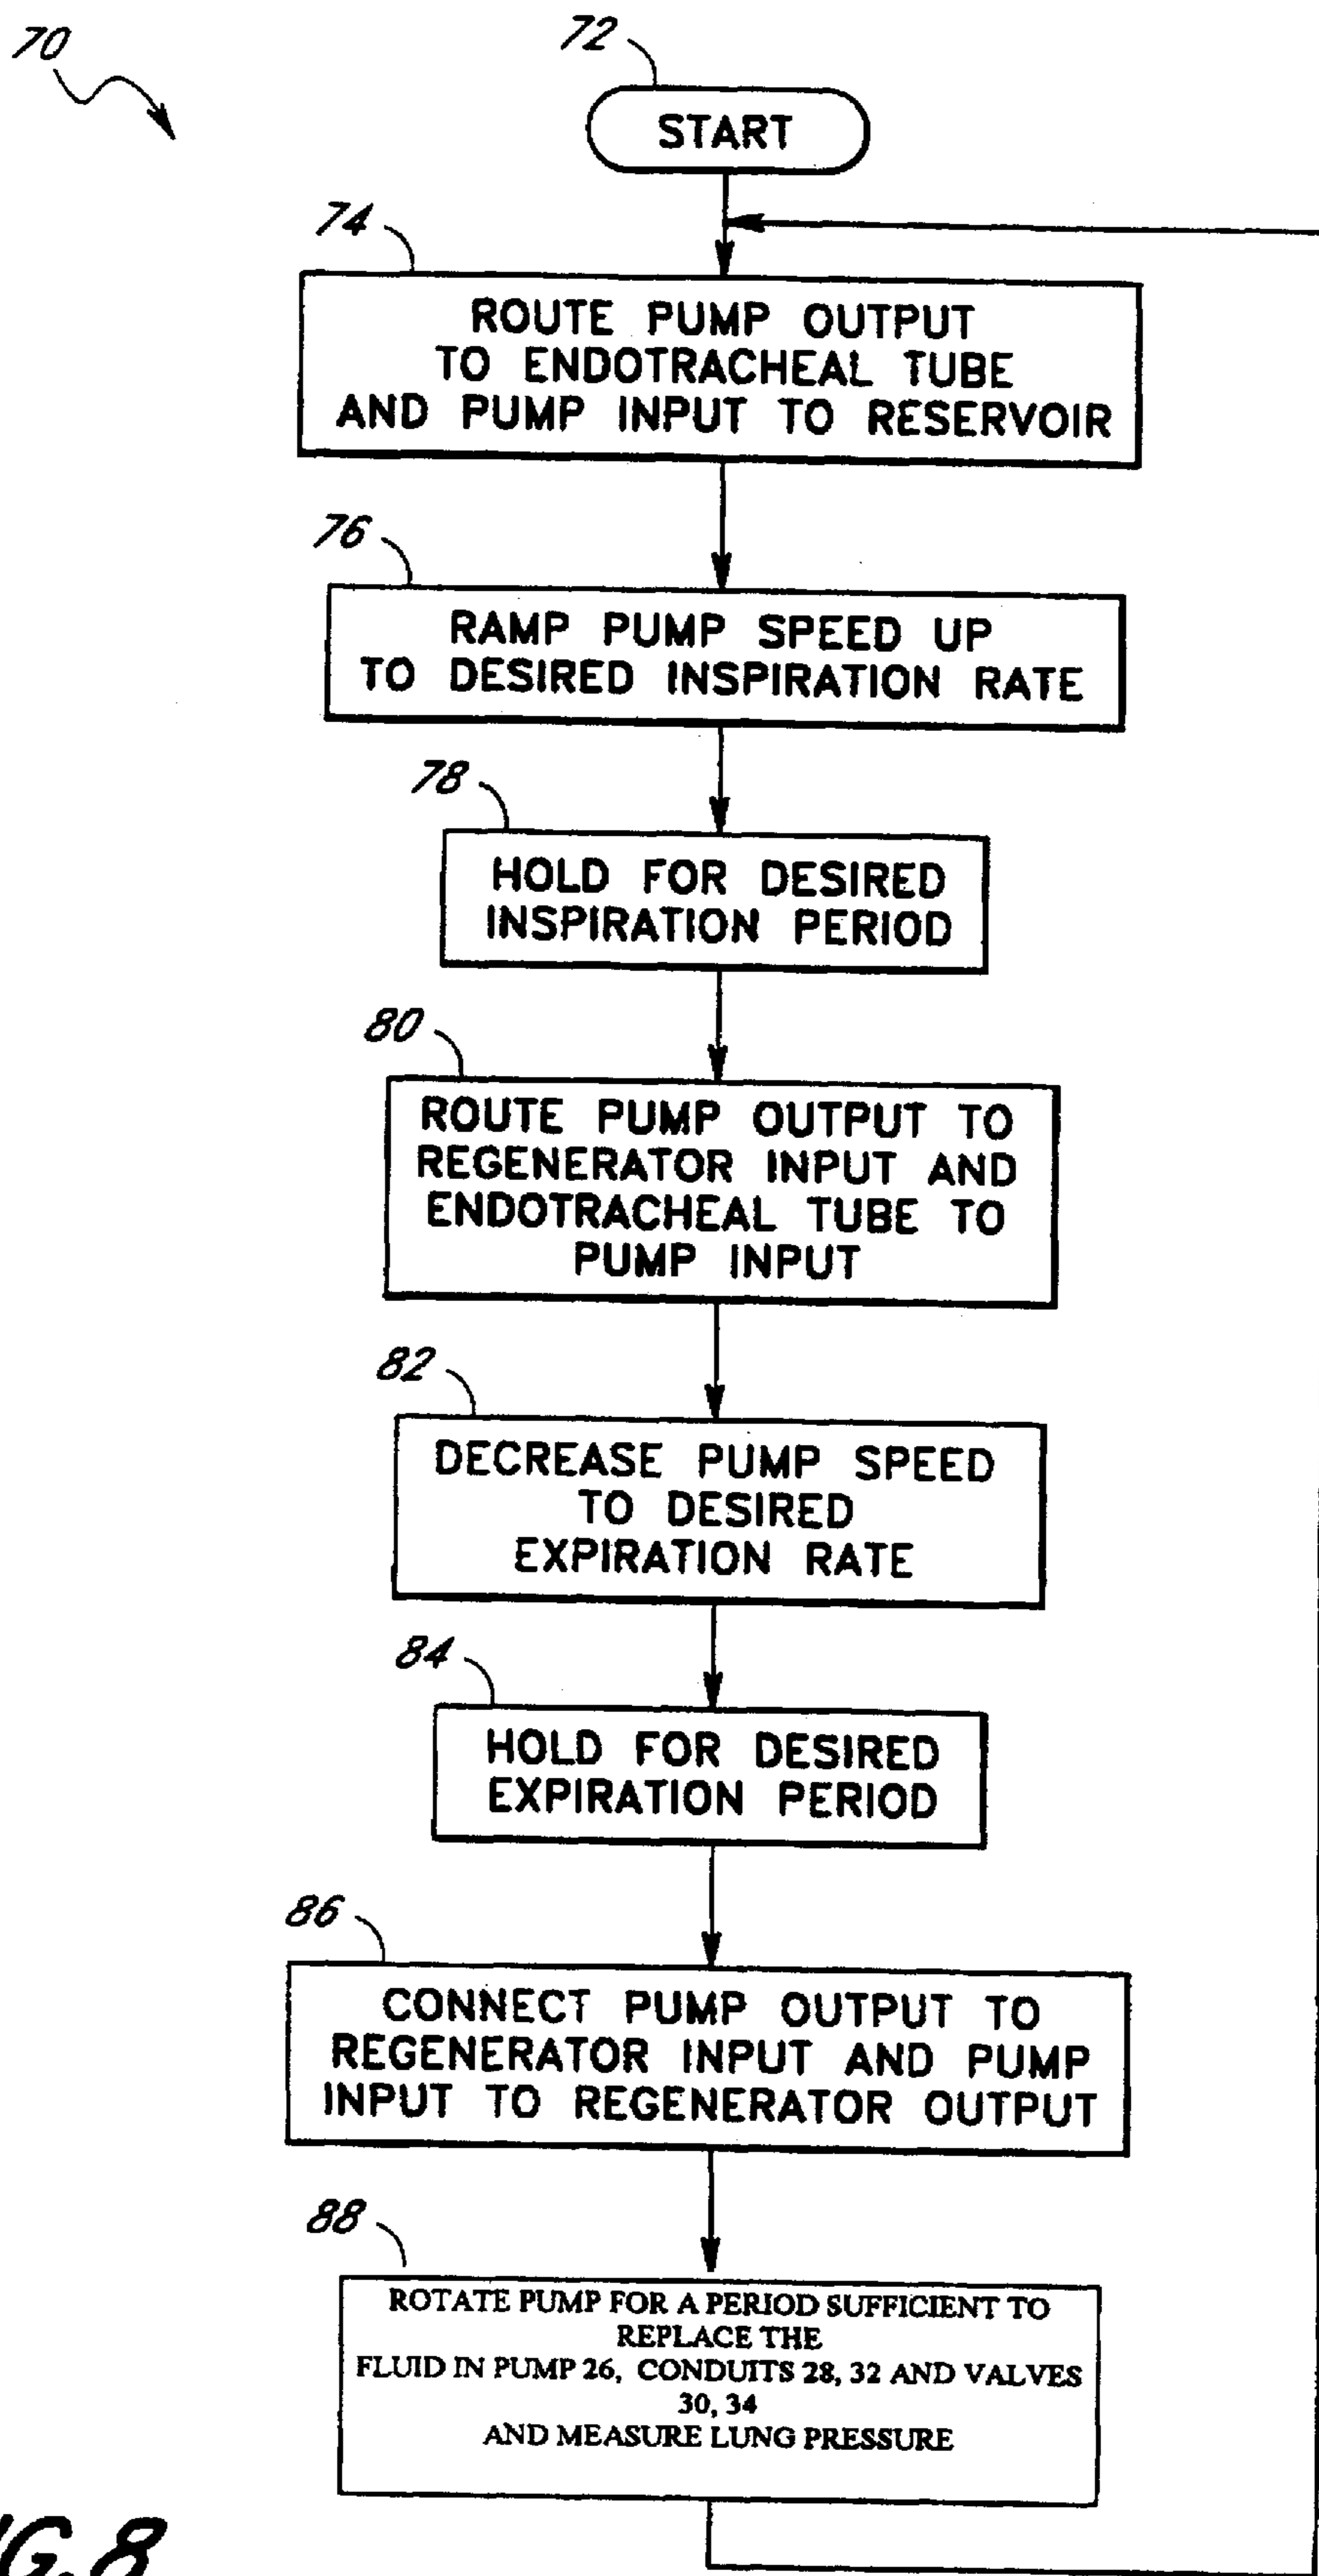 70
72
START
74
ROUTE PUMP OUTPUT
TO ENDOTRACHEAL TUBE
AND PUMP INPUT TO RESERVOIR
76
RAMP PUMP SPEED UP
TO DESIRED INSPIRATION RATE
78
HOLD FOR DESIRED
INSPIRATION PERIOD
80
ROUTE PUMP OUTPUT TO
REGENERATOR INPUT AND
ENDOTRACHEAL TUBE TO
PUMP INPUT
82
DECREASE PUMP SPEED
TO DESIRED
EXPIRATION RATE
84
HOLD FOR DESIRED
EXPIRATION PERIOD
86
CONNECT PUMP OUTPUT TO
REGENERATOR INPUT AND PUMP
INPUT TO REGENERATOR OUTPUT
88
ROTATE PUMP FOR A PERIOD SUFFICIENT TO
REPLACE THE
FLUID IN PUMP 26, CONDUITS 28, 32 AND VALVES
30, 34
AND MEASURE LUNG PRESSURE
IG. 8